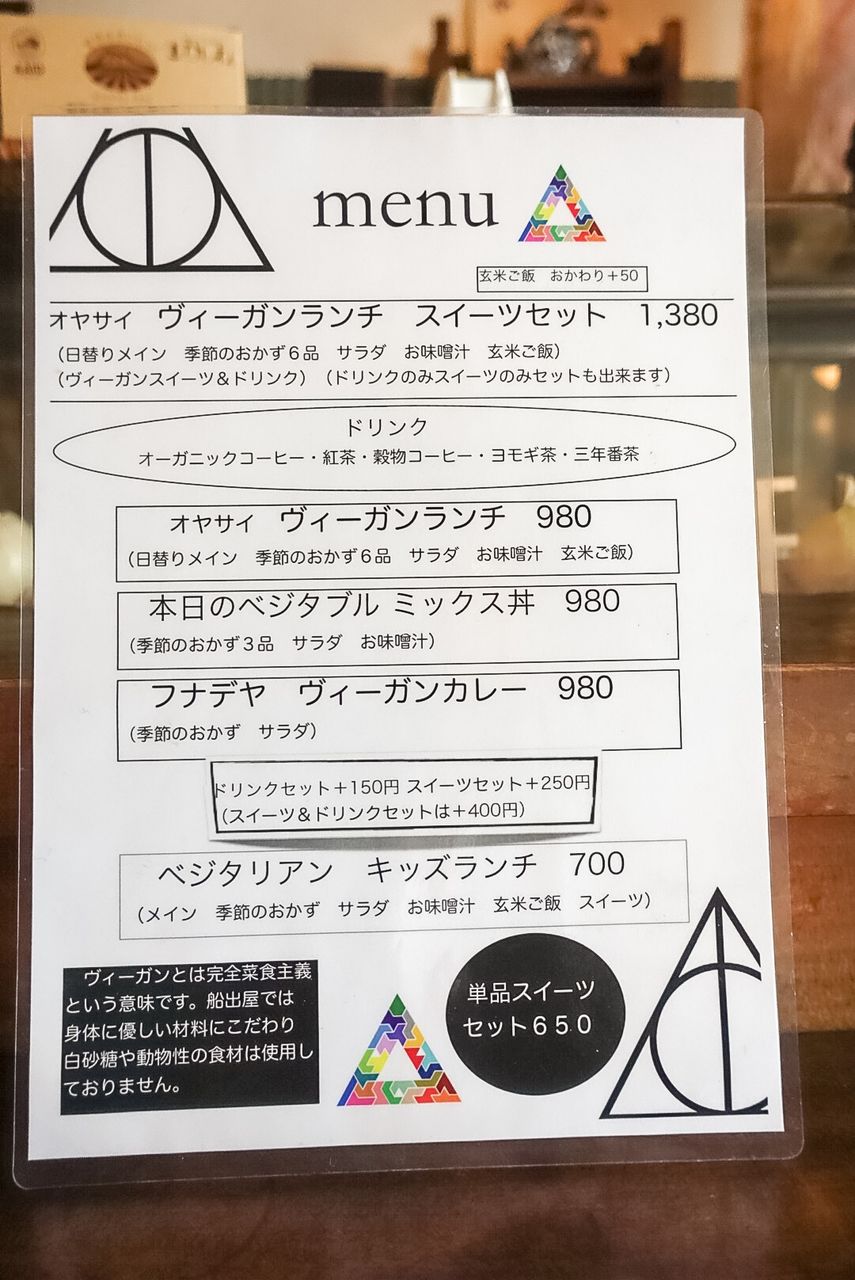 menu
玄米ご飯　おかわり＋50
オヤサイ　ヴィーガンランチ　スイーツセット　1,380
（日替りメイン　季節のおかず６品　サラダ　お味噌汁　玄米ご飯）
（ヴィーガンスイーツ＆ドリンク）（ドリンクのみスイーツのみセットも出来ます）
ドリンク
オーガニックコーヒー・紅茶・穀物コーヒー・ヨモギ茶・三年番茶
オヤサイ　ヴィーガンランチ　980
（日替りメイン　季節のおかず６品　サラダ　お味噌汁　玄米ご飯）
本日のベジタブル ミックス丼　980
（季節のおかず３品　サラダ　お味噌汁）
フナデヤ　ヴィーガンカレー　980
（季節のおかず　サラダ）
ドリンクセット＋150円 スイーツセット＋250円
（スイーツ＆ドリンクセットは＋400円）
ベジタリアン　キッズランチ　700
（メイン　季節のおかず　サラダ　お味噌汁　玄米ご飯　スイーツ）
ヴィーガンとは完全菜食主義
という意味です。船出屋では
身体に優しい材料にこだわり
白砂糖や動物性の食材は使用し
ておりません。
単品スイーツ
セット６５０